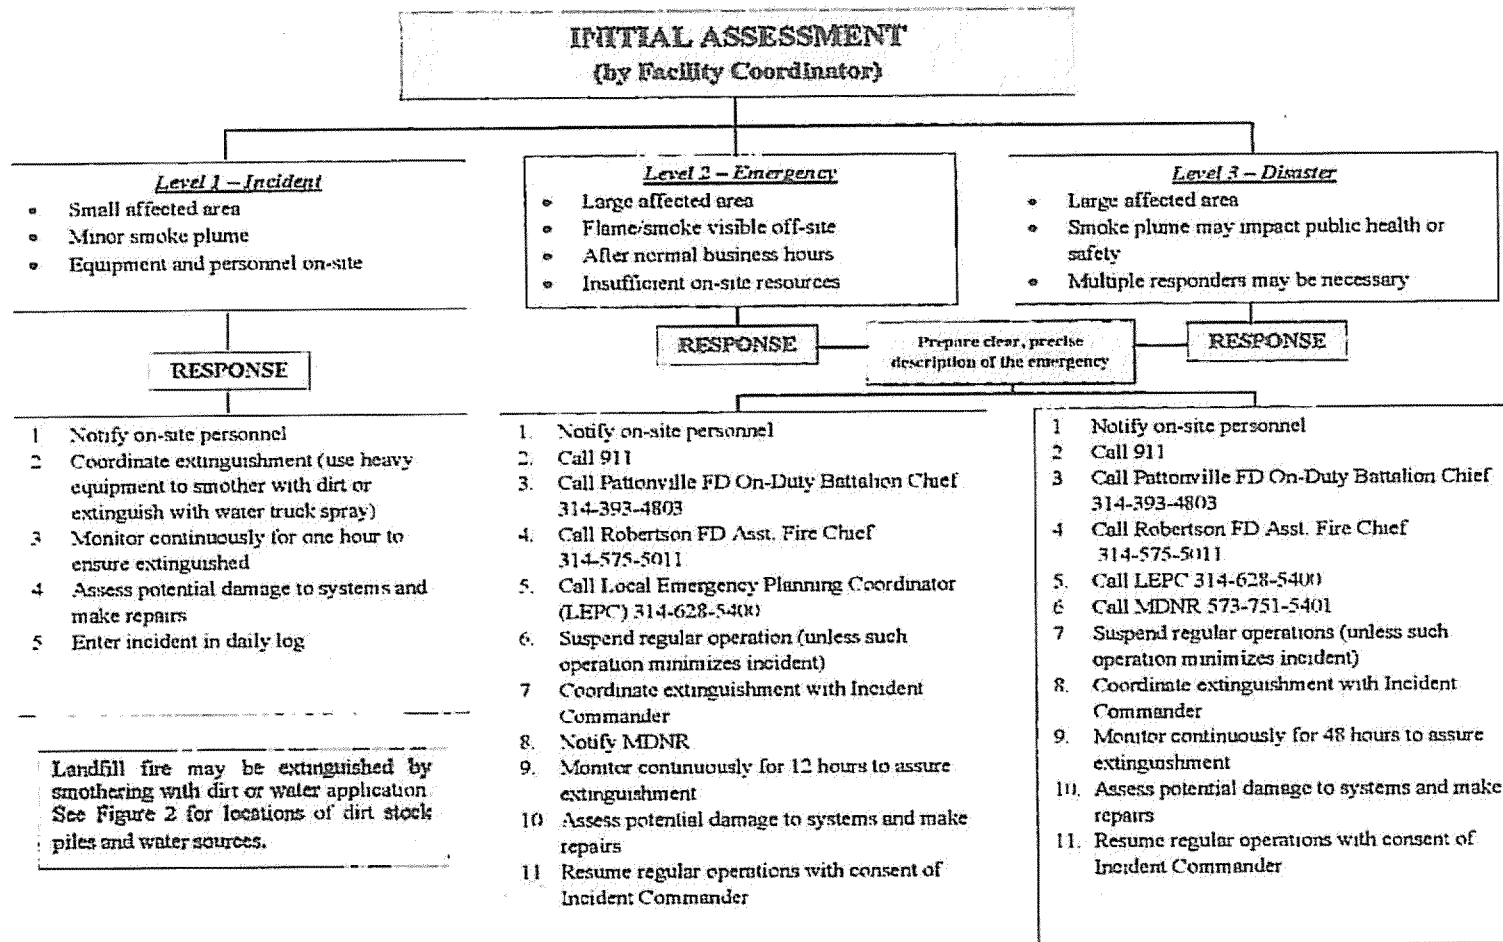 INITIAL ASSESSMENT
(by Facility Coordinator)
Level 1 – Incident
• Small affected area
• Minor smoke plume
• Equipment and personnel on-site
RESPONSE
1 Notify on-site personnel
2 Coordinate extinguishment (use heavy
equipment to smother with dirt or
extinguish with water truck spray)
3 Monitor continuously for one hour to
ensure extinguished
4 Assess potential damage to systems and
make repairs
5 Enter incident in daily log
Landfill fire may be extinguished by
smothering with dirt or water application
See Figure 2 for locations of dirt stock
piles and water sources.
Level 2 – Emergency
• Large affected area
• Flame/smoke visible off-site
• After normal business hours
• Insufficient on-site resources
RESPONSE
Prepare clear, precise
description of the emergency
1. Notify on-site personnel
2. Call 911
3. Call Pattonville FD On-Duty Battalion Chief
314-393-4803
4. Call Robertson FD Asst. Fire Chief
314-575-5011
5. Call Local Emergency Planning Coordinator
(LEPC) 314-628-5400
6. Suspend regular operation (unless such
operation minimizes incident)
7 Coordinate extinguishment with Incident
Commander
8. Notify MDNR
9. Monitor continuously for 12 hours to assure
extinguishment
10 Assess potential damage to systems and make
repairs
11 Resume regular operations with consent of
Incident Commander
Level 3 – Disaster
• Large affected area
• Smoke plume may impact public health or
safety
• Multiple responders may be necessary
RESPONSE
1 Notify on-site personnel
2 Call 911
3 Call Pattonville FD On-Duty Battalion Chief
314-393-4803
4 Call Robertson FD Asst. Fire Chief
314-575-5011
5. Call LEPC 314-628-5400
6 Call MDNR 573-751-5401
7 Suspend regular operations (unless such
operation minimizes incident)
8. Coordinate extinguishment with Incident
Commander
9. Monitor continuously for 48 hours to assure
extinguishment
10. Assess potential damage to systems and make
repairs
11. Resume regular operations with consent of
Incident Commander